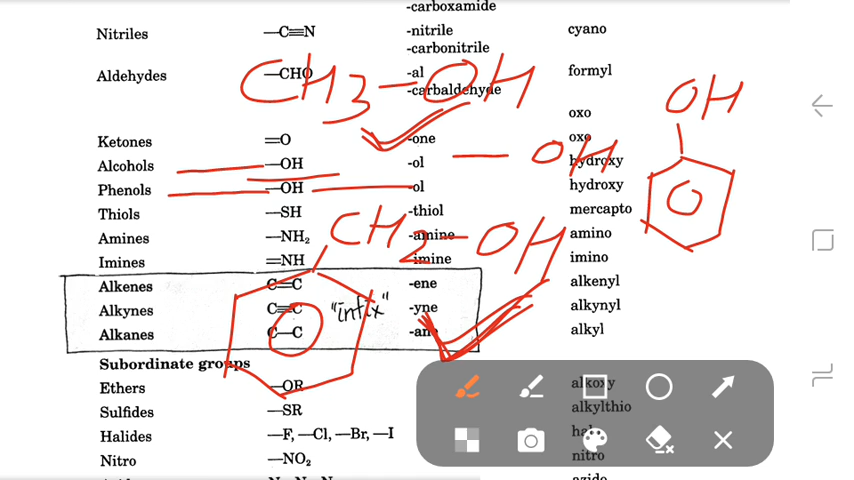 -carboxamide
Nitriles —C≡N -nitrile cyano
-carbonitrile
Aldehydes —CHO -al formyl
CH3-OH
-carbaldehyde
OH
oxo
Ketones =O -one oxo
Alcohols —OH -ol — OH hydroxy
Phenols —OH -ol hydroxy
Thiols —SH -thiol mercapto
Amines —NH₂ -amine amino
CH2-OH
Imines =NH -imine imino
Alkenes C=C -ene alkenyl
Alkynes C≡C "infix" -yne alkynyl
Alkanes C—C -ane alkyl
Subordinate groups
Ethers —OR alkoxy
Sulfides —SR alkylthio
Halides —F, —Cl, —Br, —I
Nitro —NO₂ nitro